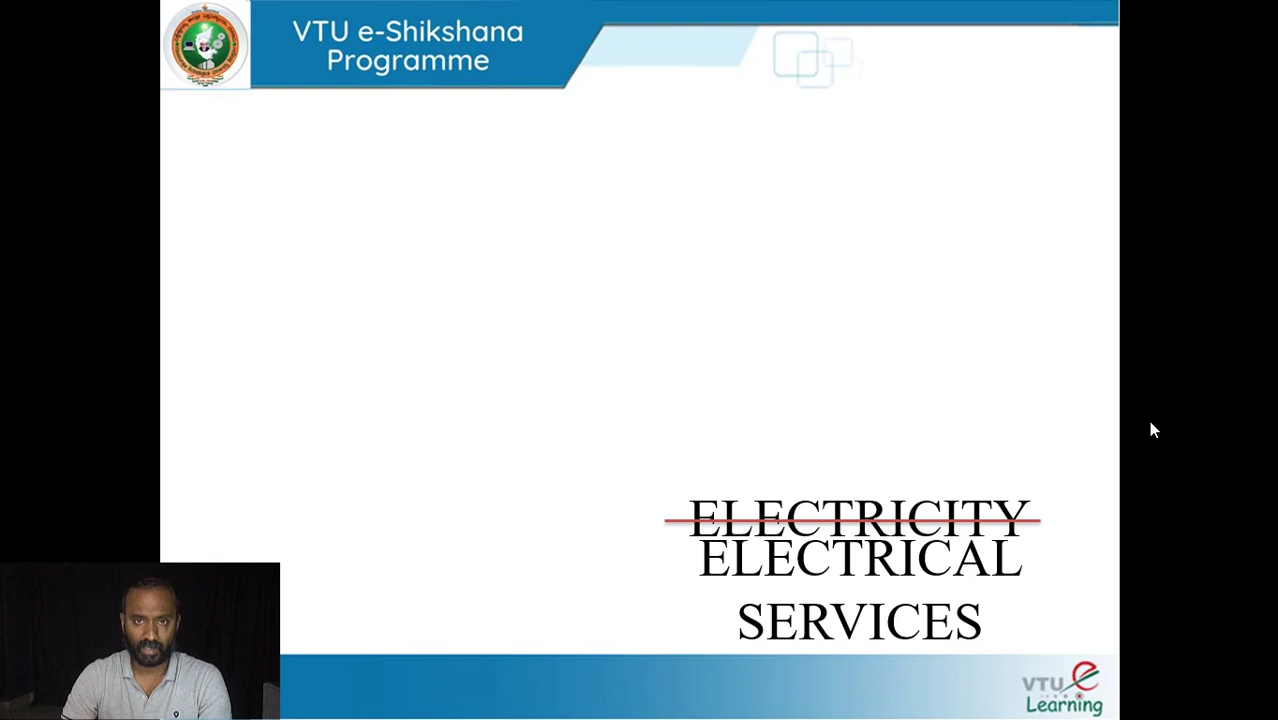 VTU e-Shikshana
Programme
ELECTRICITY
ELECTRICAL
SERVICES
VTU e
Learning